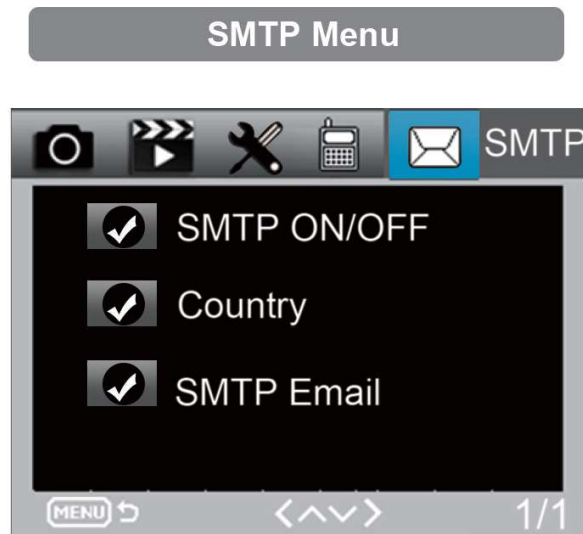 SMTP Menu
SMTP
SMTP ON/OFF
Country
SMTP Email
MENU 1/1